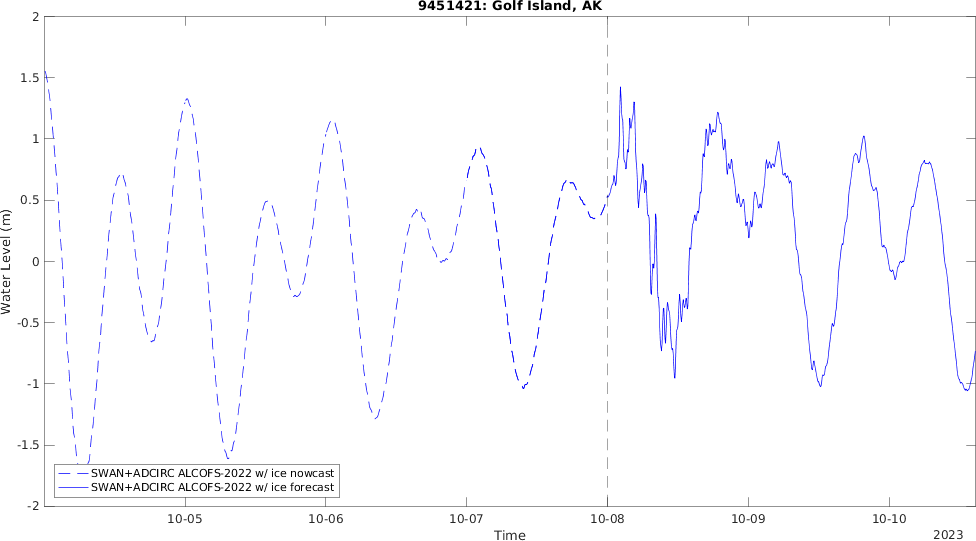 9451421: Golf Island, AK
2
1.5
1
0.5
0
-0.5
-1
-1.5
-2
Water Level (m)
SWAN+ADCIRC ALCOFS-2022 w/ ice nowcast
SWAN+ADCIRC ALCOFS-2022 w/ ice forecast
10-05 10-06 10-07 10-08 10-09 10-10
Time
2023